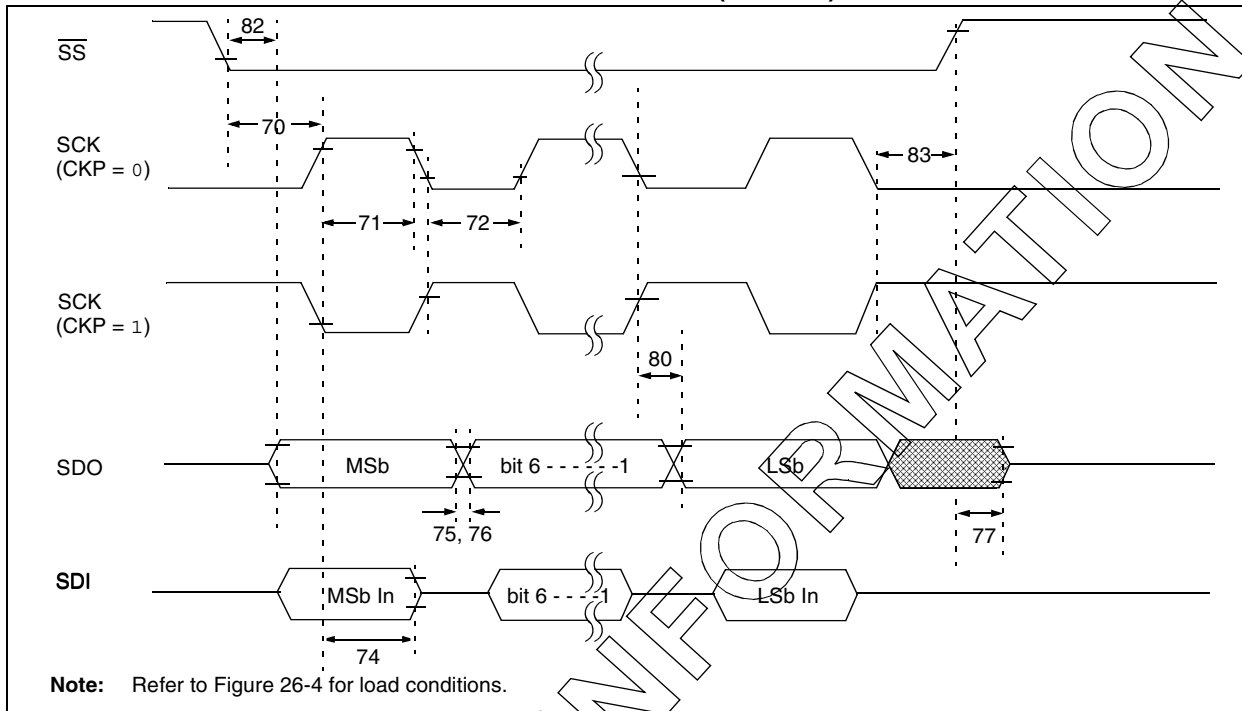 SS
82
70
SCK
(CKP = 0)
83
71
72
SCK
(CKP = 1)
80
SDO
MSb
bit 6 - - - - - -1
LSb
75, 76
77
SDI
MSb In
bit 6 - - - -1
LSb In
74
Note: Refer to Figure 26-4 for load conditions.
NFORMATION